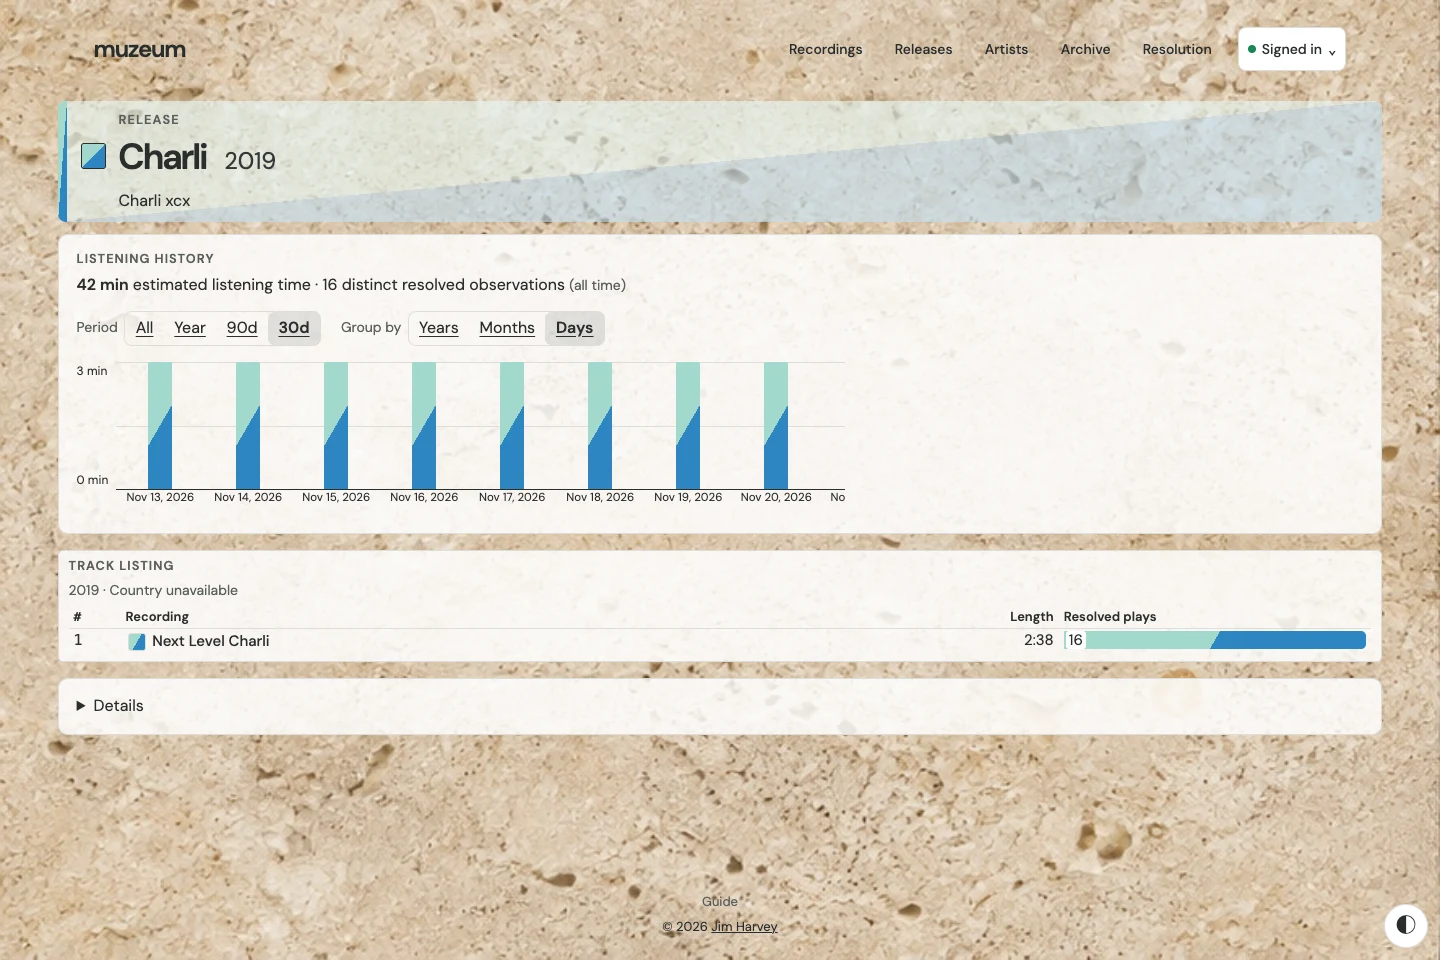 muzeum
Recordings Releases Artists Archive Resolution Signed in
RELEASE
Charli 2019
Charli xcx
LISTENING HISTORY
42 min estimated listening time · 16 distinct resolved observations (all time)
Period All Year 90d 30d Group by Years Months Days
3 min
0 min
Nov 13, 2026 Nov 14, 2026 Nov 15, 2026 Nov 16, 2026 Nov 17, 2026 Nov 18, 2026 Nov 19, 2026 Nov 20, 2026 No
TRACK LISTING
2019 · Country unavailable
# Recording Length Resolved plays
1 Next Level Charli 2:38 16
Details
Guide
© 2026 Jim Harvey